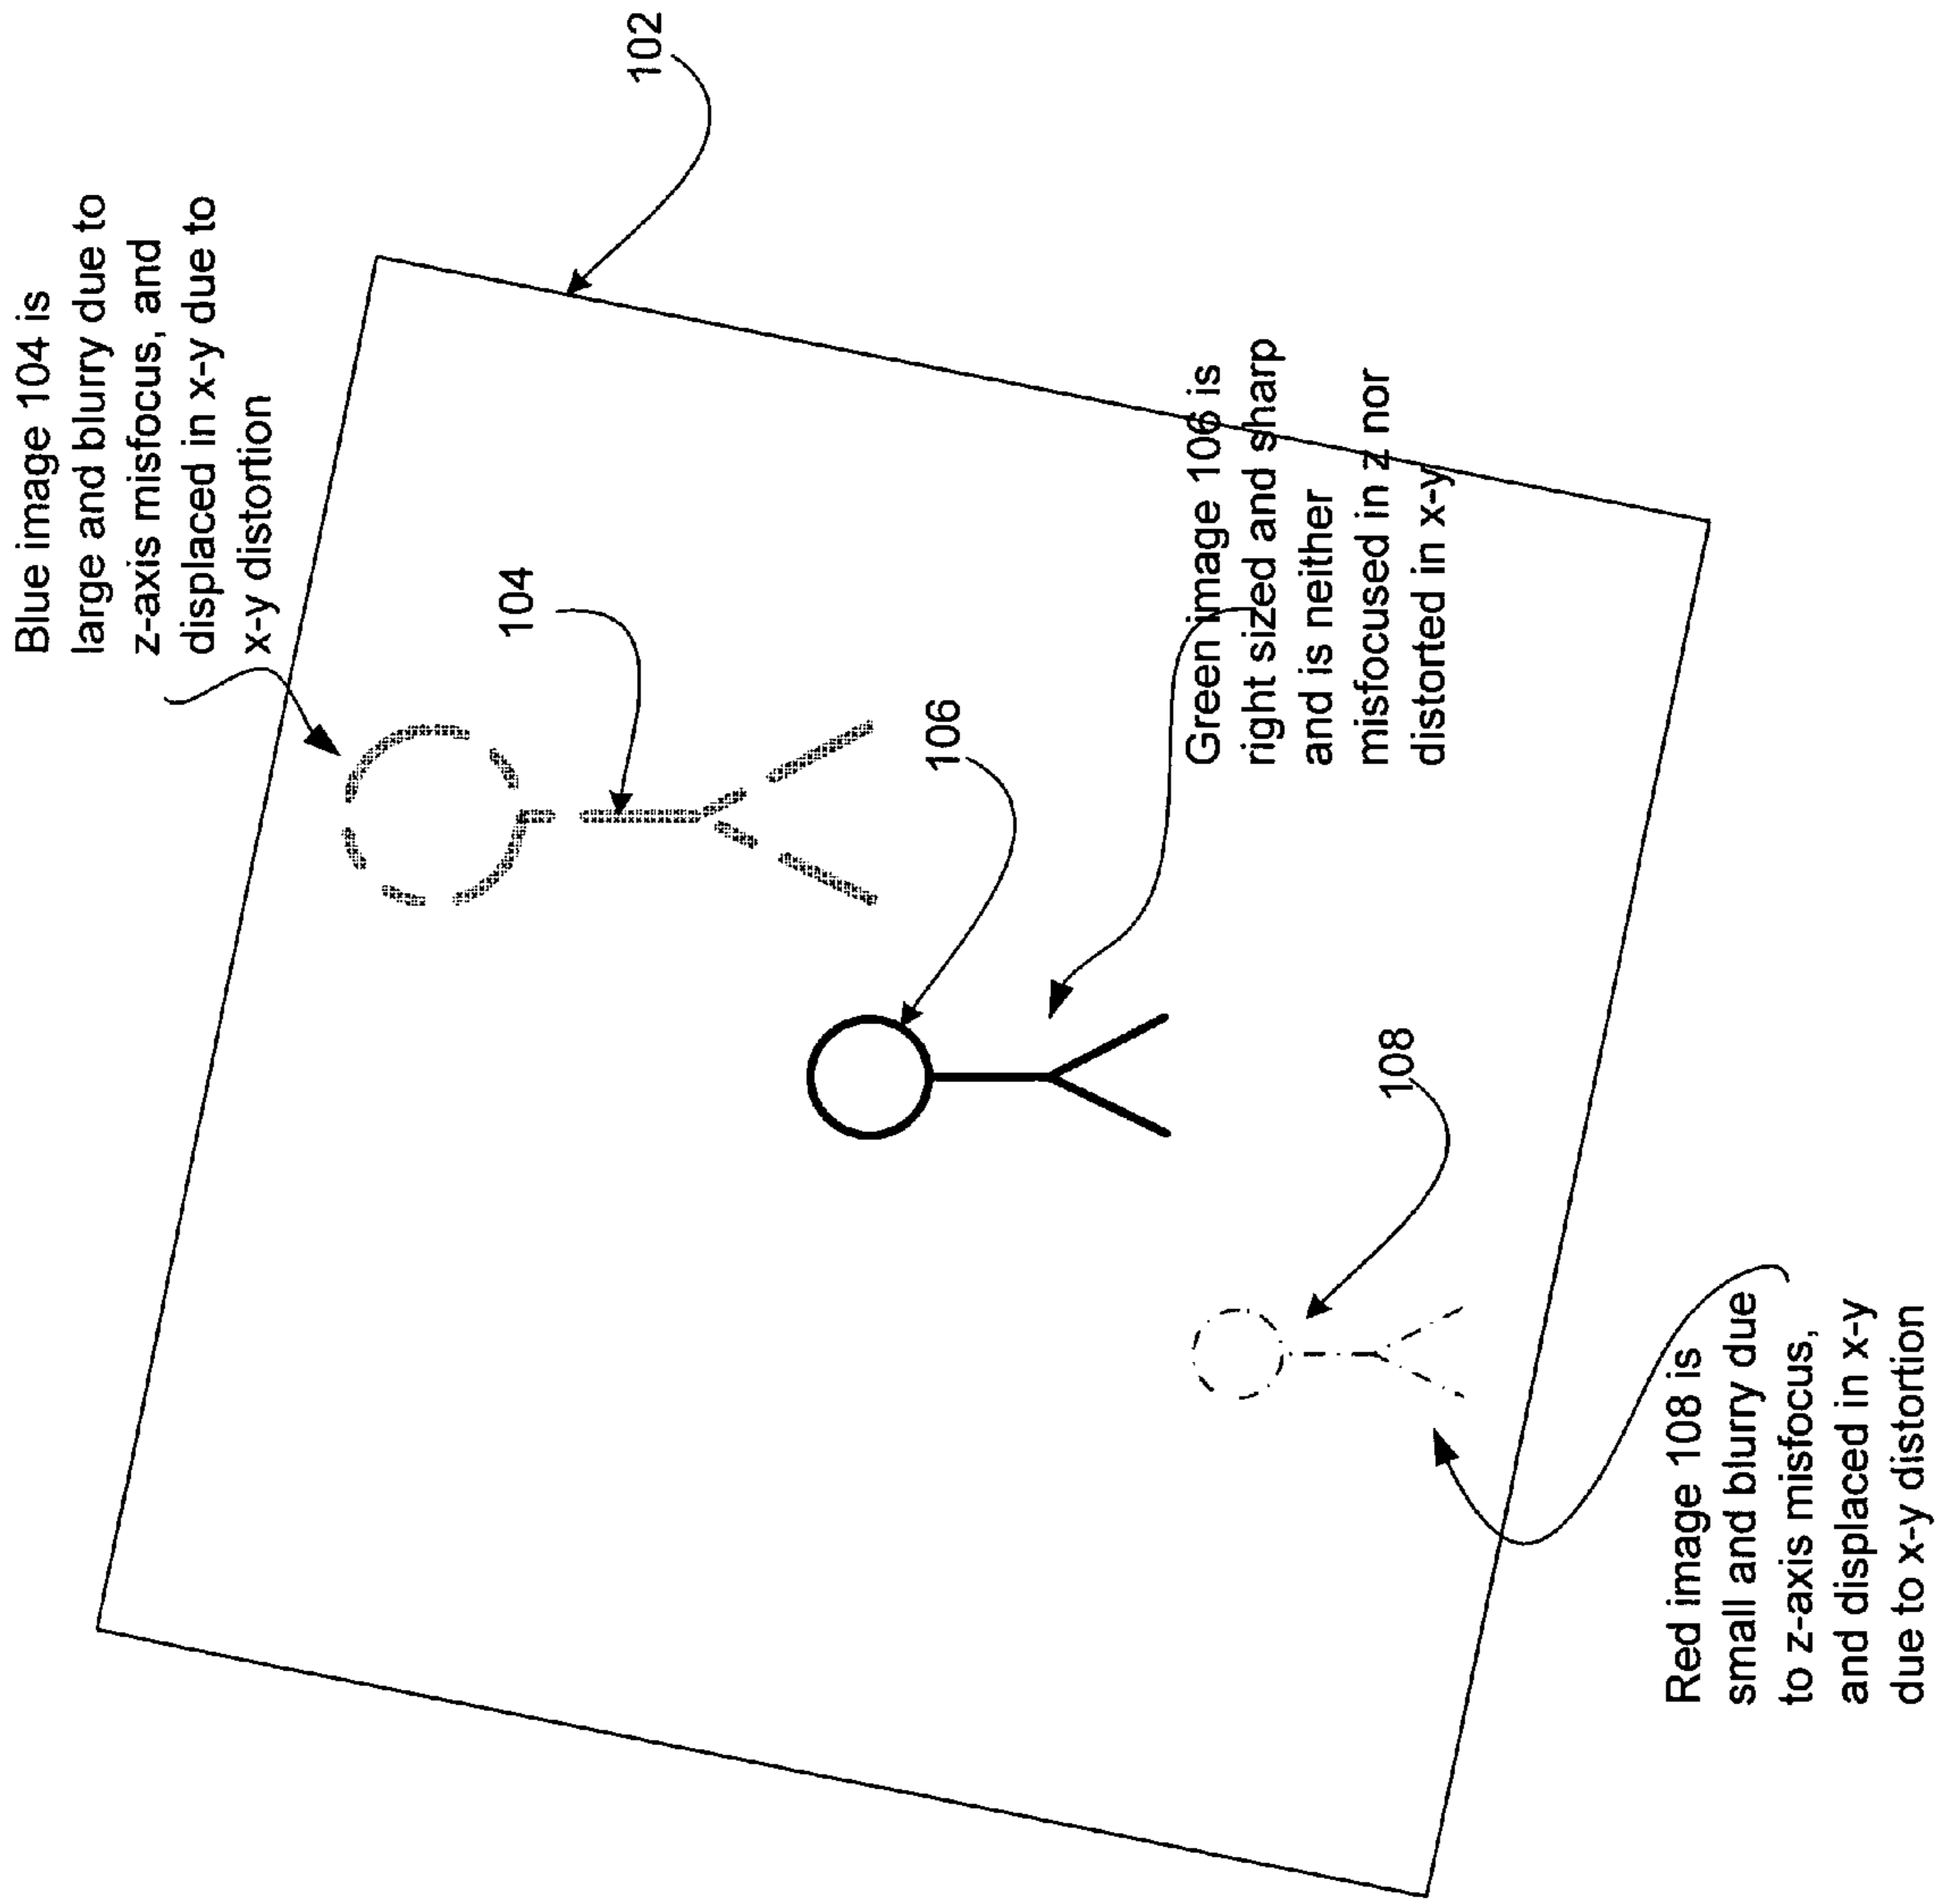 Blue image 104 is
large and blurry due to
z-axis misfocus, and
displaced in x-y due to
x-y distortion
102
104
106
Green image 106 is
right sized and sharp
and is neither
misfocused in z nor
distorted in x-y
108
Red image 108 is
small and blurry due
to z-axis misfocus,
and displaced in x-y
due to x-y distortion